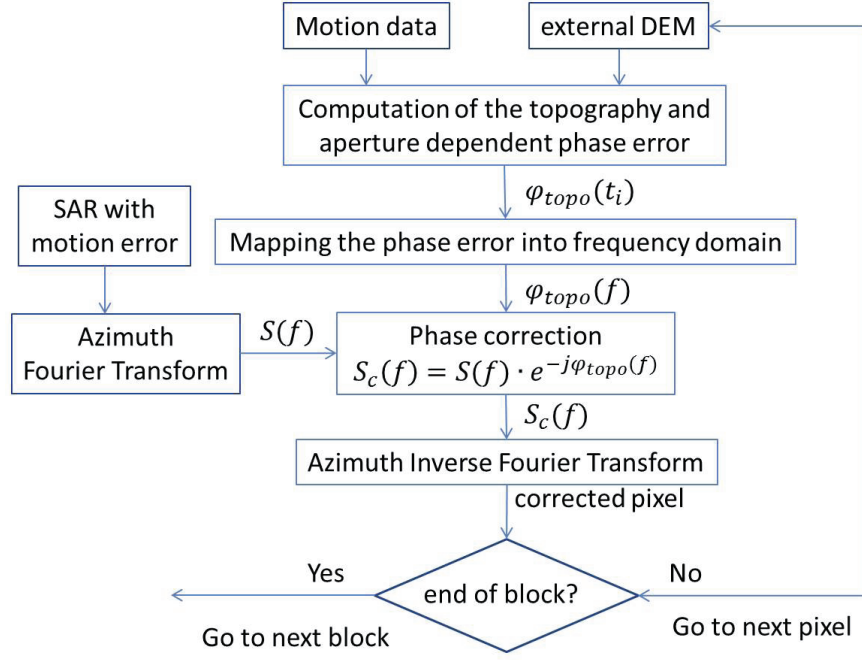 Motion data
external DEM
Computation of the topography and
aperture dependent phase error
φ_topo(t_i)
SAR with
motion error
Mapping the phase error into frequency domain
φ_topo(f)
Azimuth
Fourier Transform
S(f)
Phase correction
S_c(f) = S(f) · e^{-jφ_topo(f)}
S_c(f)
Azimuth Inverse Fourier Transform
corrected pixel
Yes
end of block?
No
Go to next block
Go to next pixel